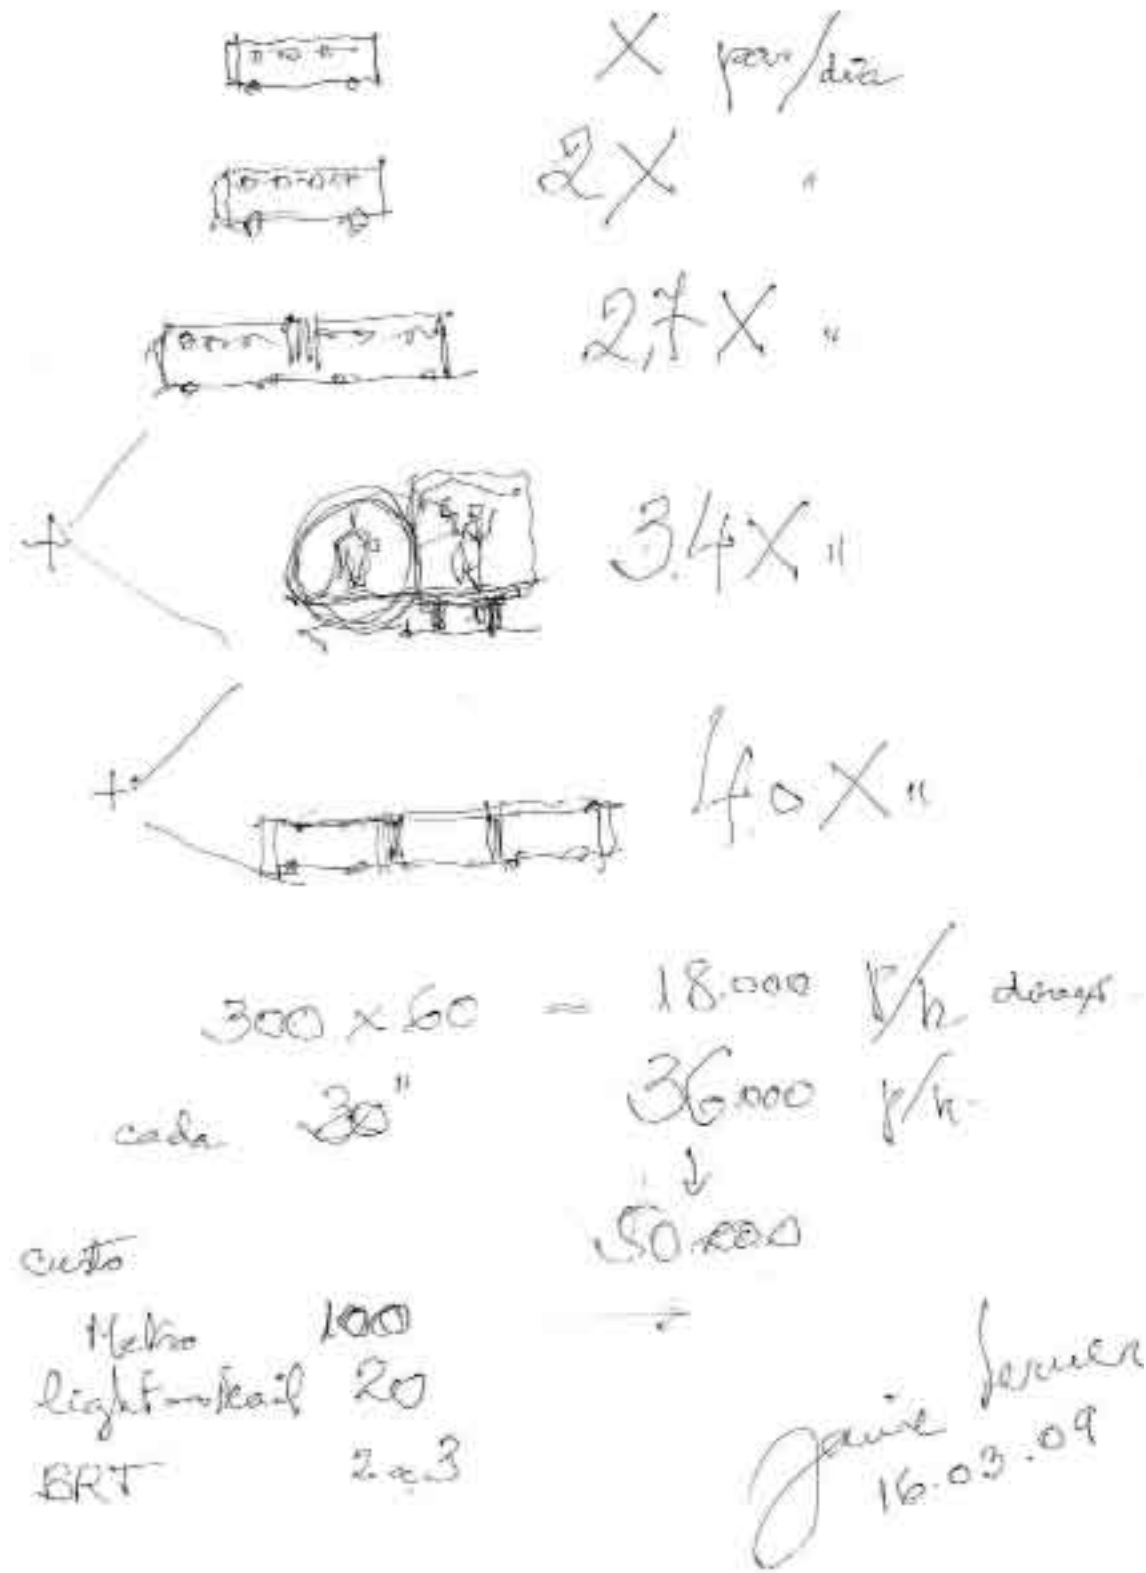 X pas/dia
2X "
2,7X "
3.4X "
4.0X "
300 x 60 = 18.000 p/h
cada 30" 36.000 p/h
50.000
custo
Metro 100
light-rail 20
BRT 2 a 3
Jaime Lerner
16.03.09